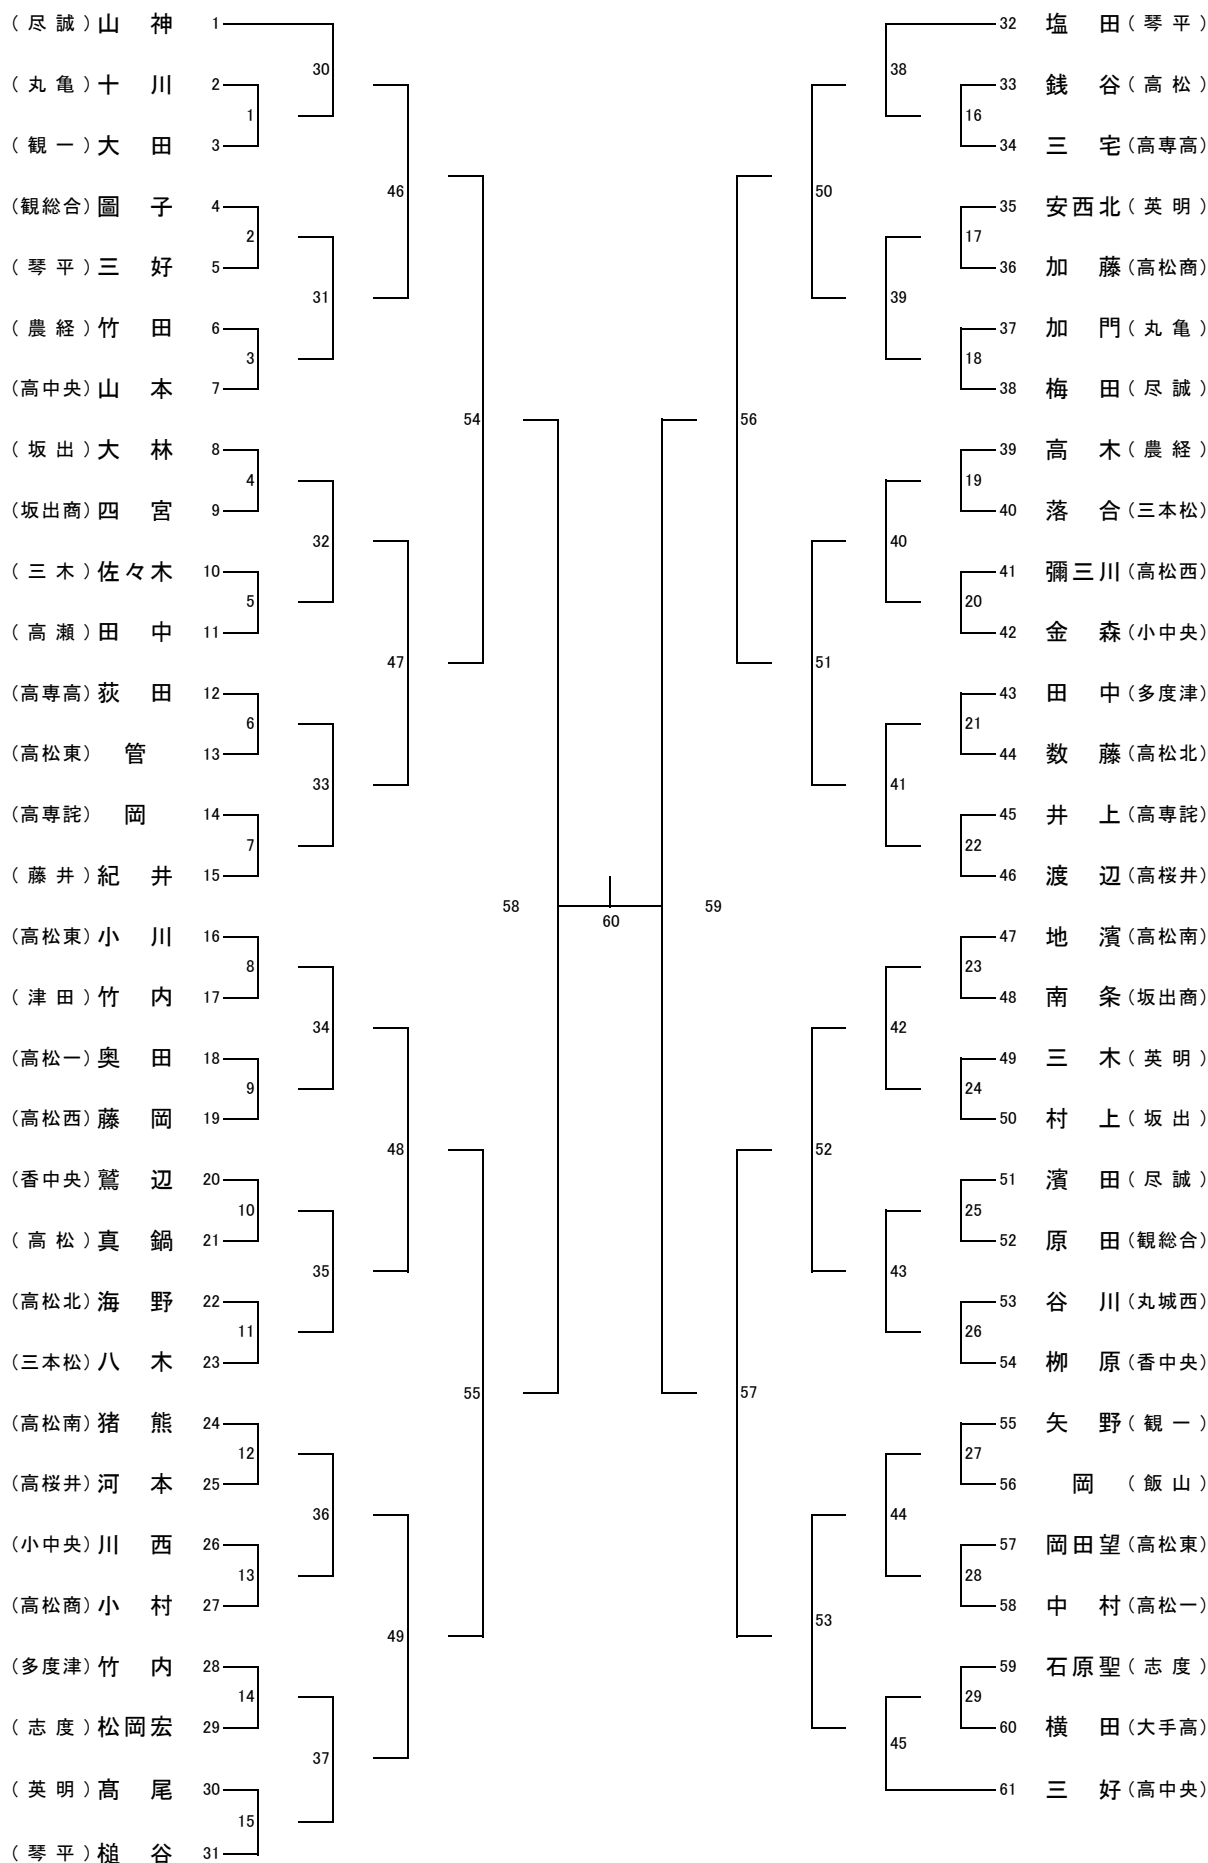 (尽誠) 山神 1
30
(丸亀) 十川 2
1
(観一) 大田 3
46
(観総合) 圖子 4
2
(琴平) 三好 5
31
(農経) 竹田 6
3
(高中央) 山本 7
54
(坂出) 大林 8
4
(坂出商) 四宮 9
32
(三木) 佐々木 10
5
(高瀬) 田中 11
47
(高専高) 荻田 12
6
(高松東) 管 13
33
(高専詫) 岡 14
7
(藤井) 紀井 15
58
(高松東) 小川 16
8
(津田) 竹内 17
34
(高松一) 奥田 18
9
(高松西) 藤岡 19
48
(香中央) 鷲辺 20
10
(高松) 真鍋 21
35
(高松北) 海野 22
11
(三本松) 八木 23
55
(高松南) 猪熊 24
12
(高桜井) 河本 25
36
(小中央) 川西 26
13
(高松商) 小村 27
49
(多度津) 竹内 28
14
(志度) 松岡宏 29
37
(英明) 髙尾 30
15
(琴平) 槌谷 31
60
32 塩田 (琴平)
38
33 銭谷 (高松)
16
34 三宅 (高専高)
50
35 安西北 (英明)
17
36 加藤 (高松商)
39
37 加門 (丸亀)
18
38 梅田 (尽誠)
56
39 高木 (農経)
19
40 落合 (三本松)
40
41 彌三川 (高松西)
20
42 金森 (小中央)
51
43 田中 (多度津)
21
44 数藤 (高松北)
41
45 井上 (高専詫)
22
46 渡辺 (高桜井)
59
47 地濱 (高松南)
23
48 南条 (坂出商)
42
49 三木 (英明)
24
50 村上 (坂出)
52
51 濱田 (尽誠)
25
52 原田 (観総合)
43
53 谷川 (丸城西)
26
54 栁原 (香中央)
57
55 矢野 (観一)
27
56 岡 (飯山)
44
57 岡田望 (高松東)
28
58 中村 (高松一)
53
59 石原聖 (志度)
29
60 横田 (大手高)
45
61 三好 (高中央)